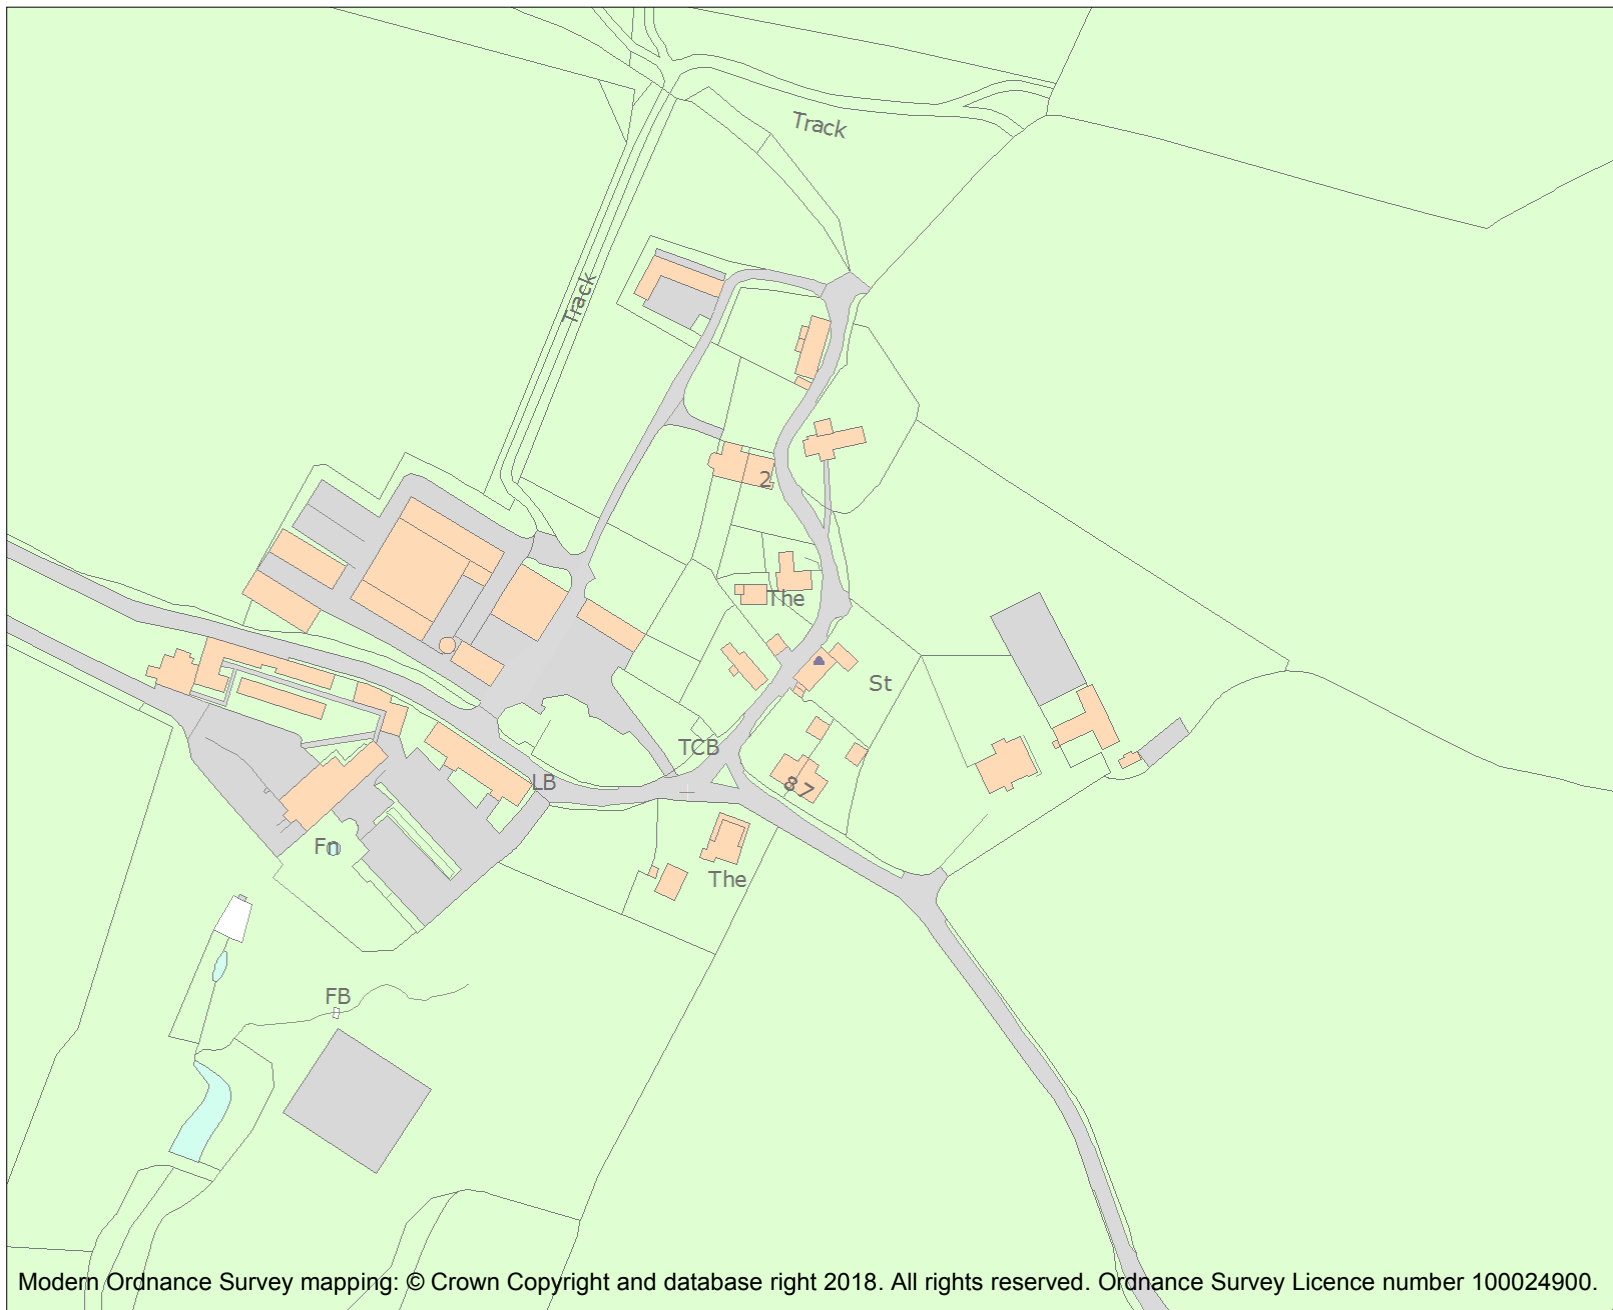 Track
Track
2
The
St
TCB
8
7
LB
Fn
The
FB
Modern Ordnance Survey mapping: © Crown Copyright and database right 2018. All rights reserved. Ordnance Survey Licence number 100024900.